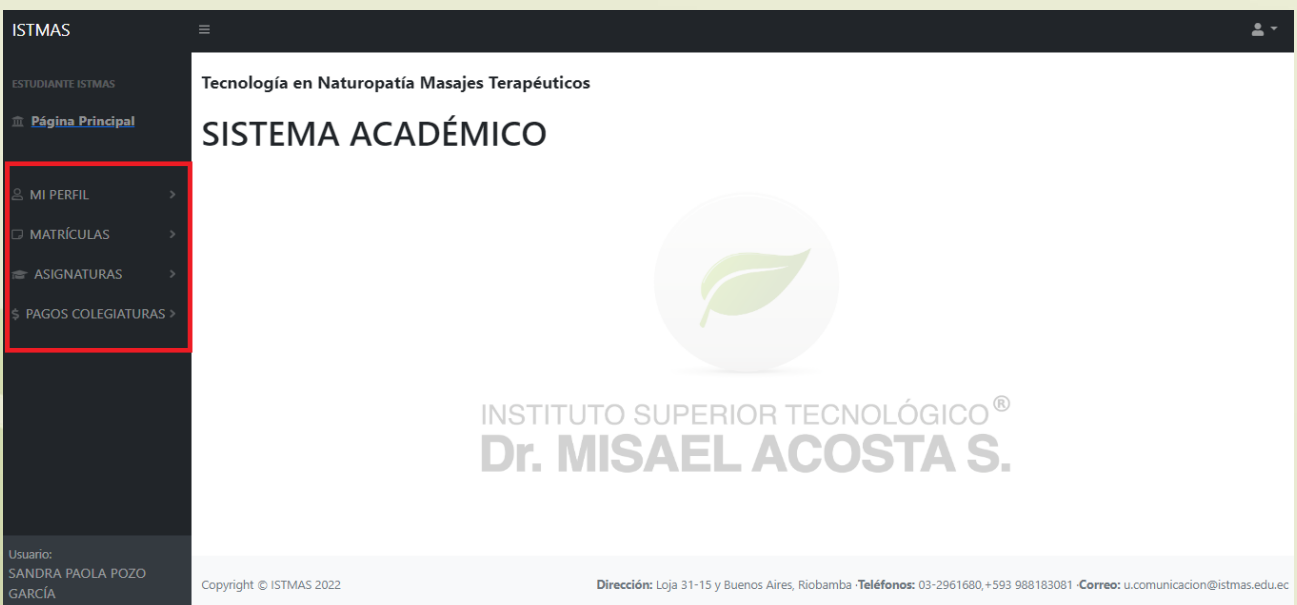 ISTMAS
ESTUDIANTE ISTMAS
Página Principal
MI PERFIL
MATRÍCULAS
ASIGNATURAS
$ PAGOS COLEGIATURAS
Usuario:
SANDRA PAOLA POZO
GARCÍA
Tecnología en Naturopatía Masajes Terapéuticos
SISTEMA ACADÉMICO
INSTITUTO SUPERIOR TECNOLÓGICO®
Dr. MISAEL ACOSTA S.
Copyright © ISTMAS 2022
Dirección: Loja 31-15 y Buenos Aires, Riobamba ·Teléfonos: 03-2961680,+593 988183081 ·Correo: u.comunicacion@istmas.edu.ec